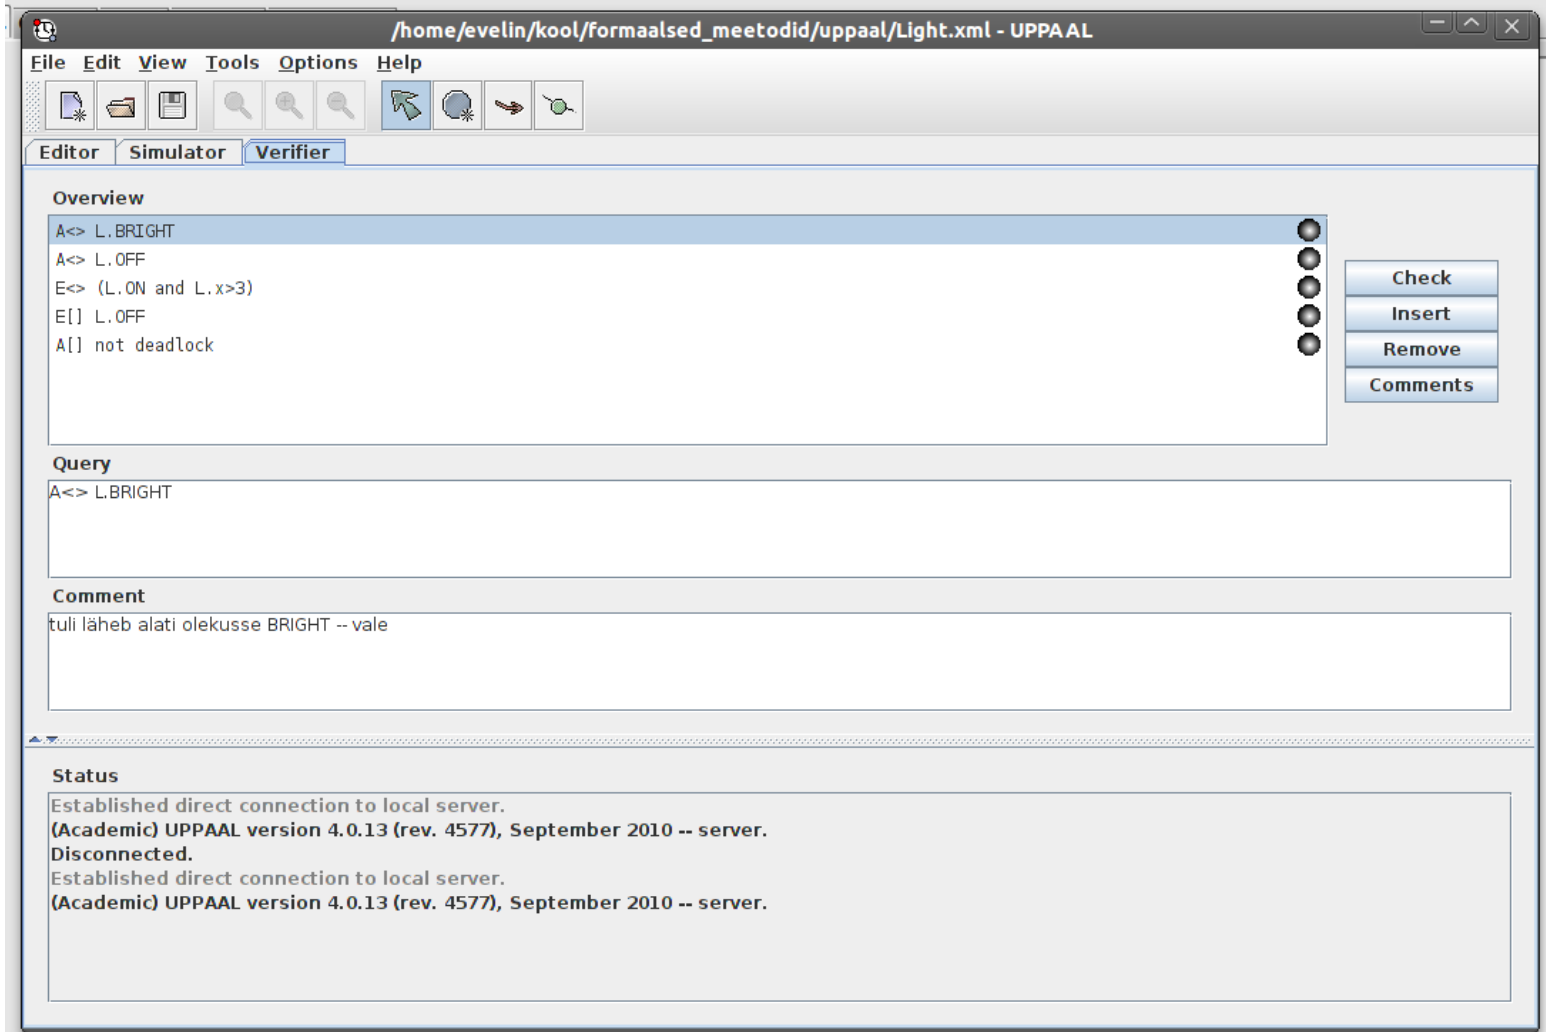 /home/evelin/kool/formaalsed_meetodid/uppaal/Light.xml - UPPAAL
File Edit View Tools Options Help
Editor Simulator Verifier
Overview
A<> L.BRIGHT
A<> L.OFF
E<> (L.ON and L.x>3)
E[] L.OFF
A[] not deadlock
Check
Insert
Remove
Comments
Query
A<> L.BRIGHT
Comment
tuli läheb alati olekusse BRIGHT -- vale
Status
Established direct connection to local server.
(Academic) UPPAAL version 4.0.13 (rev. 4577), September 2010 -- server.
Disconnected.
Established direct connection to local server.
(Academic) UPPAAL version 4.0.13 (rev. 4577), September 2010 -- server.